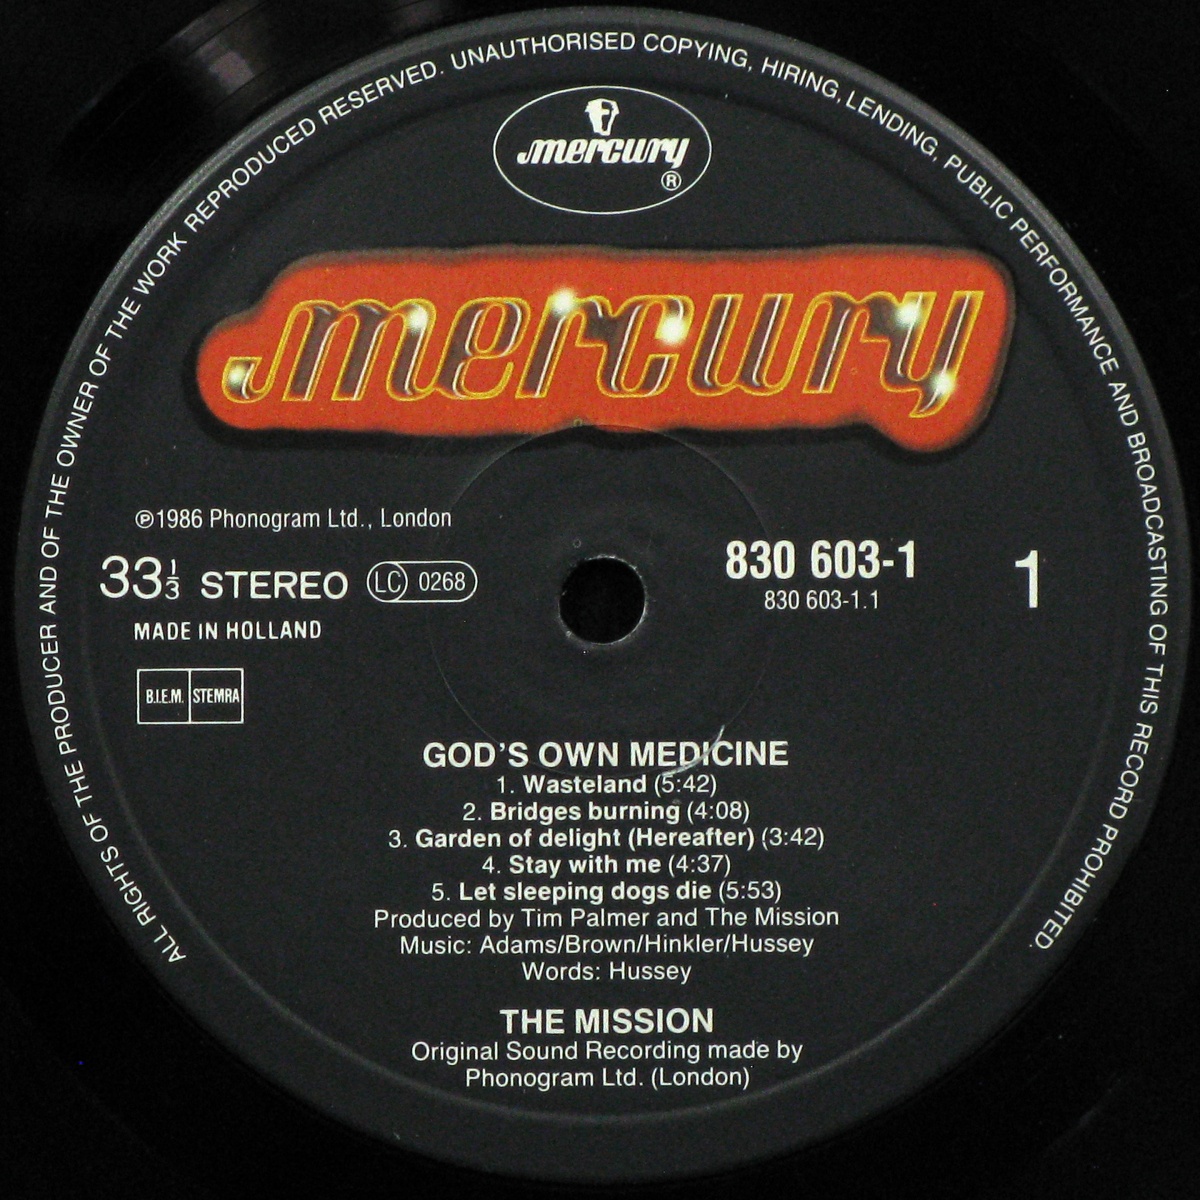 ALL RIGHTS OF THE PRODUCER AND OF THE OWNER OF THE WORK REPRODUCED RESERVED. UNAUTHORISED COPYING, HIRING, LENDING, PUBLIC PERFORMANCE AND BROADCASTING OF THIS RECORD PROHIBITED.
mercury
®
mercury
℗1986 Phonogram Ltd., London
33⅓ STEREO LC 0268
MADE IN HOLLAND
B.I.E.M. STEMRA
830 603-1
830 603-1.1
1
GOD'S OWN MEDICINE
1. Wasteland (5:42)
2. Bridges burning (4:08)
3. Garden of delight (Hereafter) (3:42)
4. Stay with me (4:37)
5. Let sleeping dogs die (5:53)
Produced by Tim Palmer and The Mission
Music: Adams/Brown/Hinkler/Hussey
Words: Hussey
THE MISSION
Original Sound Recording made by
Phonogram Ltd. (London)